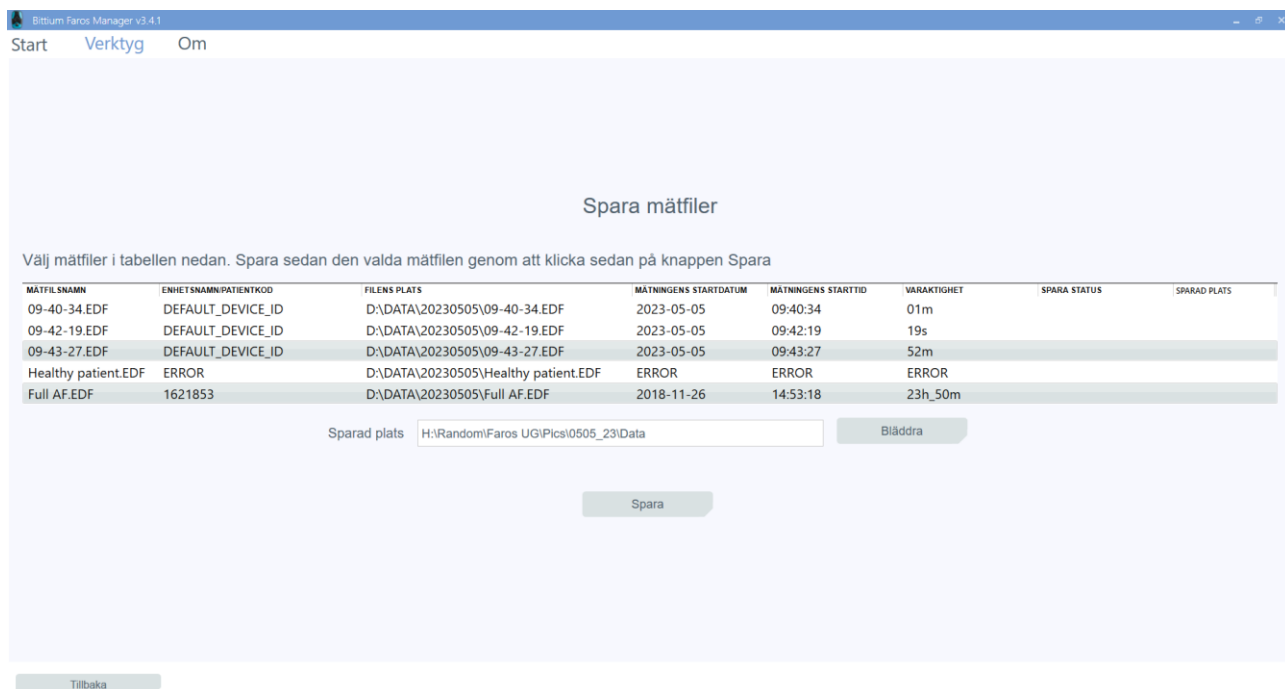 Bittium Faros Manager v3.4.1
Start Verktyg Om
Spara mätfiler
Välj mätfiler i tabellen nedan. Spara sedan den valda mätfilen genom att klicka sedan på knappen Spara
MÄTFILSNAMN ENHETSNAMN/PATIENTKOD FILENS PLATS MÄTNINGENS STARTDATUM MÄTNINGENS STARTTID VARAKTIGHET SPARA STATUS SPARAD PLATS
09-40-34.EDF DEFAULT_DEVICE_ID D:\DATA\20230505\09-40-34.EDF 2023-05-05 09:40:34 01m
09-42-19.EDF DEFAULT_DEVICE_ID D:\DATA\20230505\09-42-19.EDF 2023-05-05 09:42:19 19s
09-43-27.EDF DEFAULT_DEVICE_ID D:\DATA\20230505\09-43-27.EDF 2023-05-05 09:43:27 52m
Healthy patient.EDF ERROR D:\DATA\20230505\Healthy patient.EDF ERROR ERROR ERROR
Full AF.EDF 1621853 D:\DATA\20230505\Full AF.EDF 2018-11-26 14:53:18 23h_50m
Sparad plats H:\Random\Faros UG\Pics\0505_23\Data Bläddra
Spara
Tillbaka